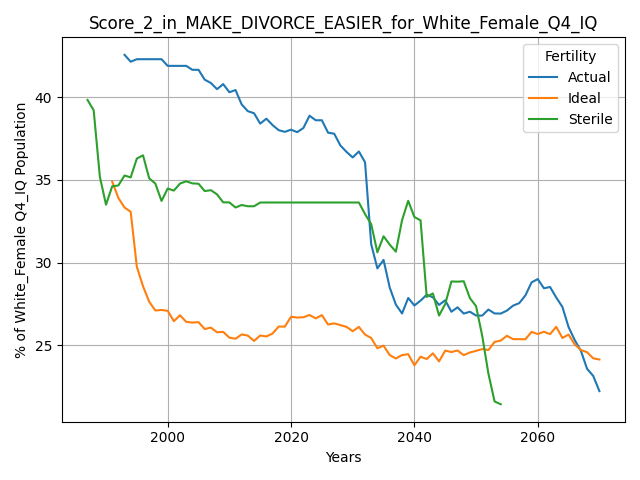 Score_2_in_MAKE_DIVORCE_EASIER_for_White_Female_Q4_IQ
Fertility
Actual
Ideal
Sterile
% of White_Female Q4_IQ Population
40
35
30
25
2000
2020
2040
2060
Years